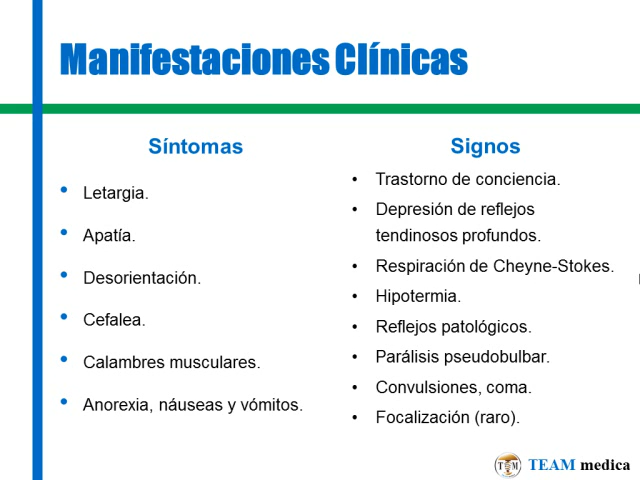 Manifestaciones Clínicas
Síntomas
• Letargia.
• Apatía.
• Desorientación.
• Cefalea.
• Calambres musculares.
• Anorexia, náuseas y vómitos.
Signos
• Trastorno de conciencia.
• Depresión de reflejos
tendinosos profundos.
• Respiración de Cheyne-Stokes.
• Hipotermia.
• Reflejos patológicos.
• Parálisis pseudobulbar.
• Convulsiones, coma.
• Focalización (raro).
TEAM medica